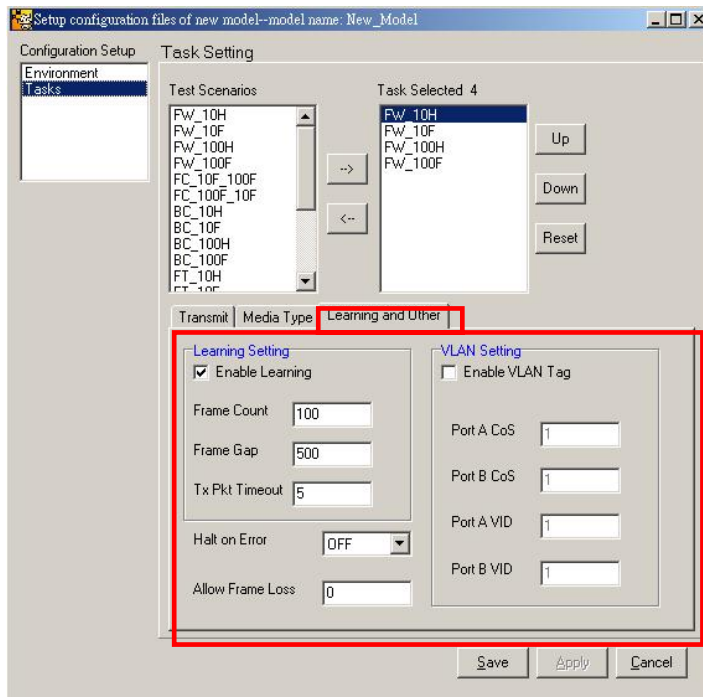 Setup configuration files of new model--model name: New_Model
Configuration Setup
Environment
Tasks
Task Setting
Test Scenarios
FW_10H
FW_10F
FW_100H
FW_100F
FC_10F_100F
FC_100F_10F
BC_10H
BC_10F
BC_100H
BC_100F
FT_10H
FT_10F
-->
<--
Task Selected 4
FW_10H
FW_10F
FW_100H
FW_100F
Up
Down
Reset
Transmit
Media Type
Learning and Other
Learning Setting
Enable Learning
Frame Count 100
Frame Gap 500
Tx Pkt Timeout 5
Halt on Error OFF
Allow Frame Loss 0
VLAN Setting
Enable VLAN Tag
Port A CoS 1
Port B CoS 1
Port A VID 1
Port B VID 1
Save
Apply
Cancel